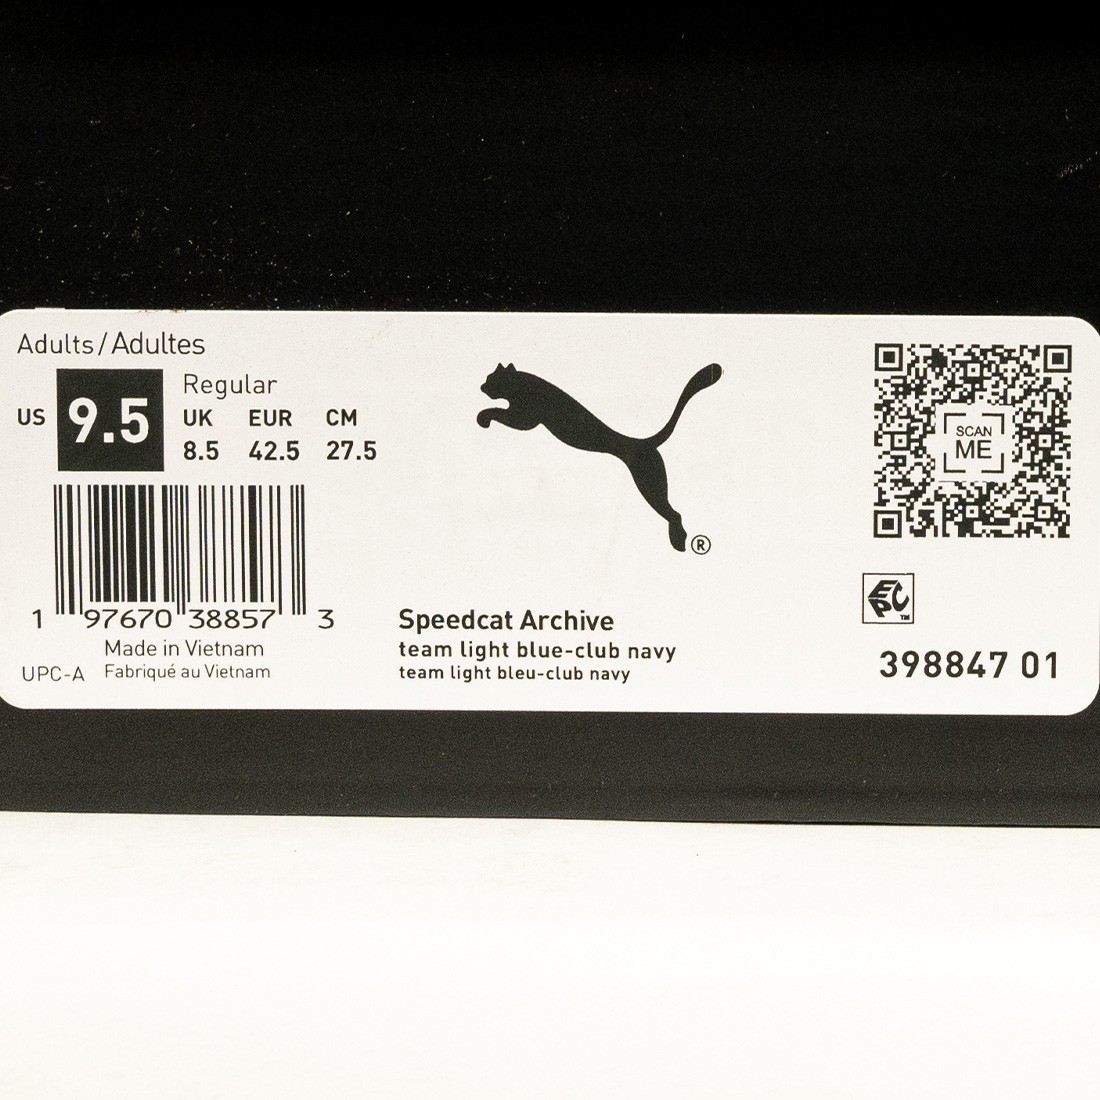 Adults/Adultes
US 9.5
Regular
UK EUR CM
8.5 42.5 27.5
1 97670 38857 3
Made in Vietnam
UPC-A Fabriqué au Vietnam
®
Speedcat Archive
team light blue-club navy
team light bleu-club navy
SCAN
ME
EPC™
398847 01